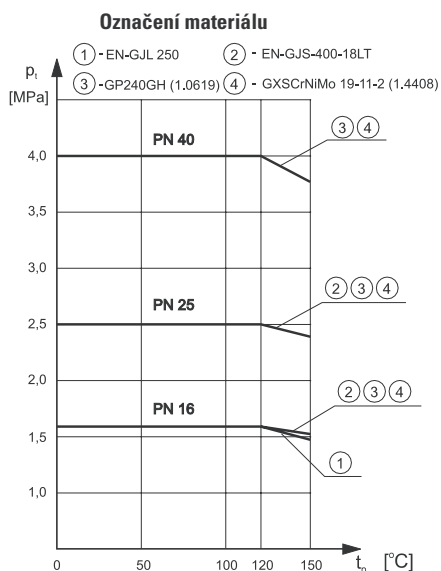 Označení materiálu
1 - EN-GJL 250 2 - EN-GJS-400-18LT
3 - GP240GH (1.0619) 4 - GXSCrNiMo 19-11-2 (1.4408)
pt
[MPa]
3 4
4,0 PN 40
3,5
3,0
2 3 4
2,5 PN 25
2,0
2 3 4
PN 16
1,5
1
1,0
0 50 100 120 150 tp [°C]